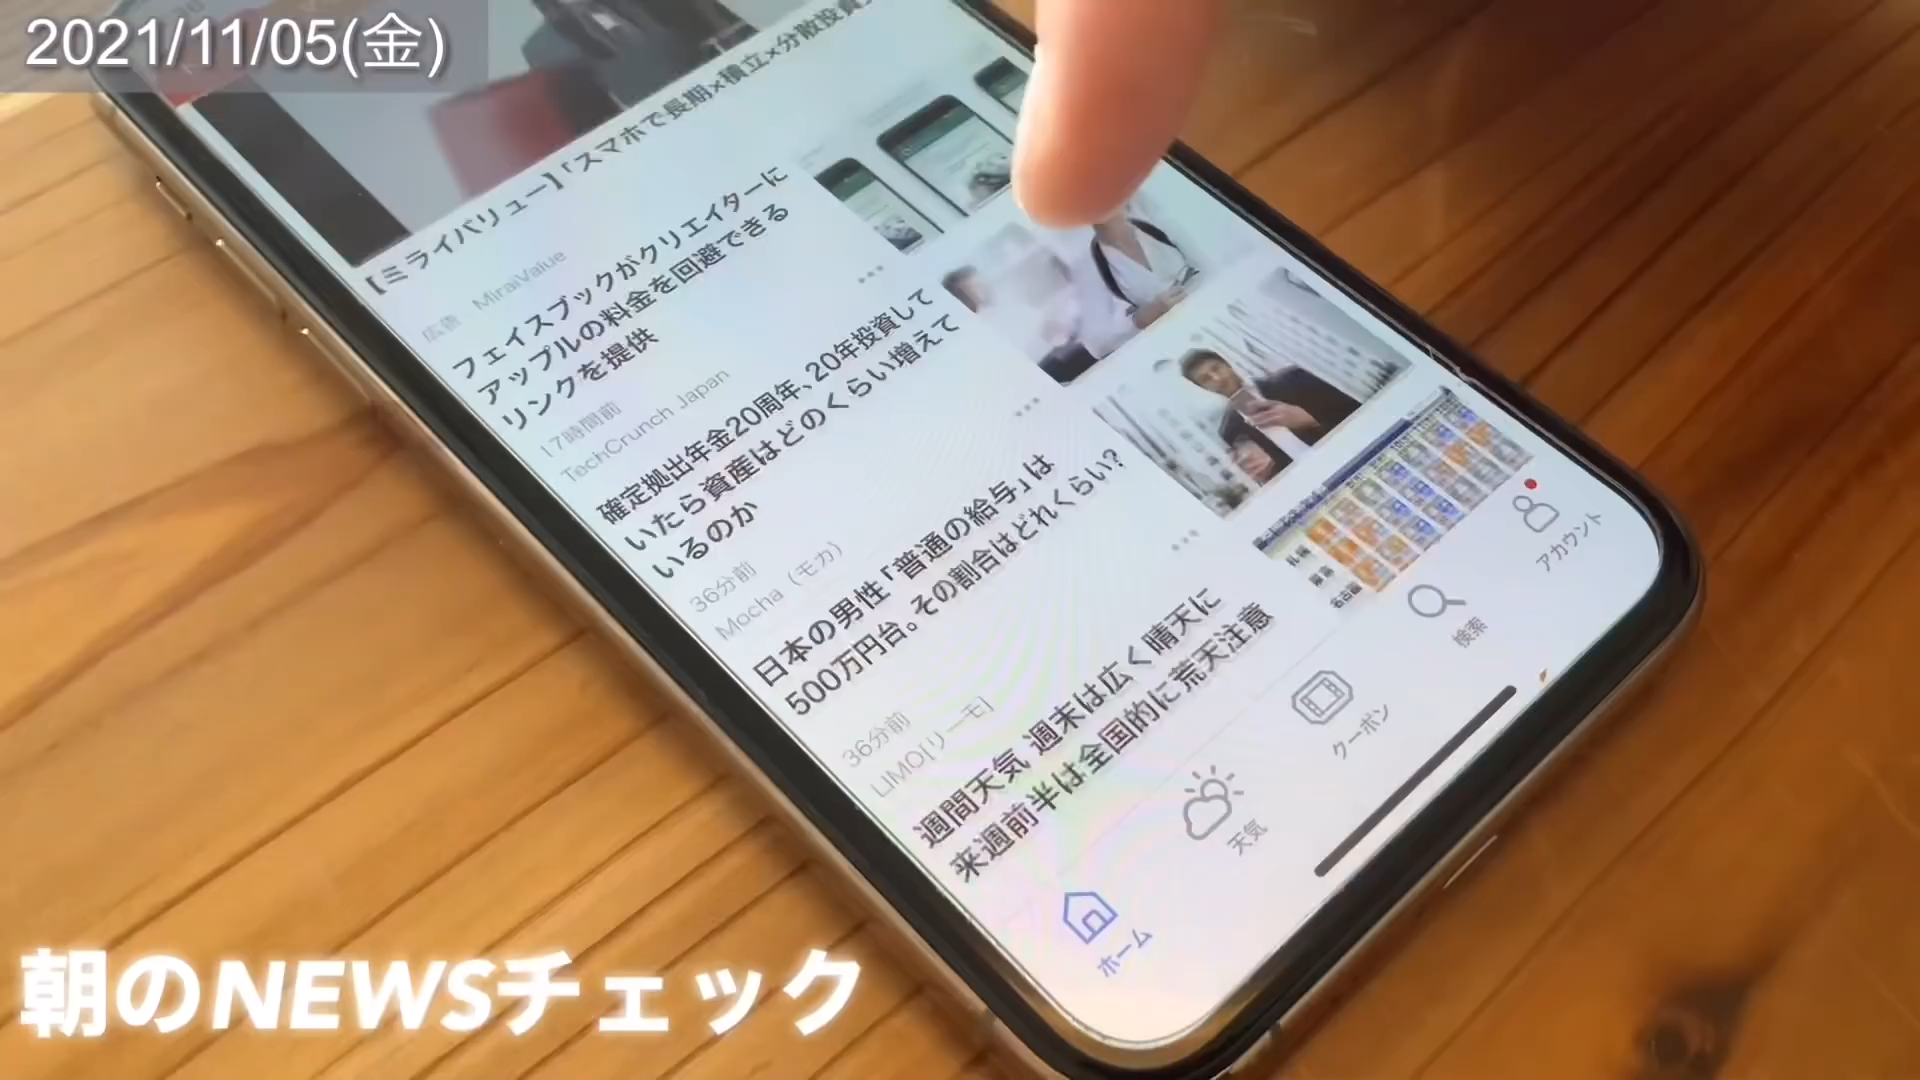 2021/11/05(金)
【ミライバリュー】「スマホで長期×積立×分散投資
広告・MiraiValue
フェイスブックがクリエイターに
アップルの料金を回避できる
リンクを提供
17時間前
TechCrunch Japan
確定拠出年金20周年、20年投資して
いたら資産はどのくらい増えて
いるのか
36分前
Mocha（モカ）
日本の男性「普通の給与」は
500万円台。その割合はどれくらい?
36分前
LIMO[リーモ]
週間天気 週末は広く晴天に
来週前半は全国的に荒天注意
札幌
名古屋
ホーム
天気
クーポン
検索
アカウント
朝のNEWSチェック